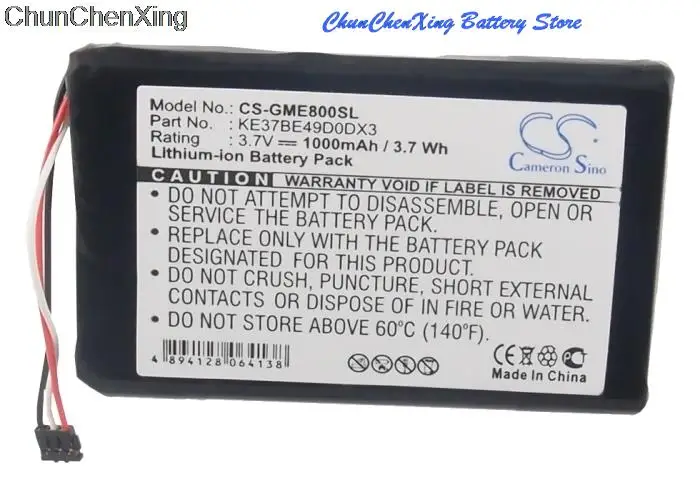 ChunChenXing
ChunChenXing Battery Store
Model No.: CS-GME800SL
Part No. : KE37BE49D0DX3
Rating : 3.7V⎓ 1000mAh / 3.7 Wh
Lithium-ion Battery Pack
CS
Cameron Sino
CAUTION: WARRANTY VOID IF LABEL IS REMOVED
• DO NOT ATTEMPT TO DISASSEMBLE, OPEN OR
SERVICE THE BATTERY PACK.
• REPLACE ONLY WITH THE BATTERY PACK
DESIGNATED FOR THIS PRODUCT.
• DO NOT CRUSH, PUNCTURE, SHORT EXTERNAL
CONTACTS OR DISPOSE OF IN FIRE OR WATER.
• DO NOT STORE ABOVE 60°C (140°F).
4 894128 064138
CE
Made In China